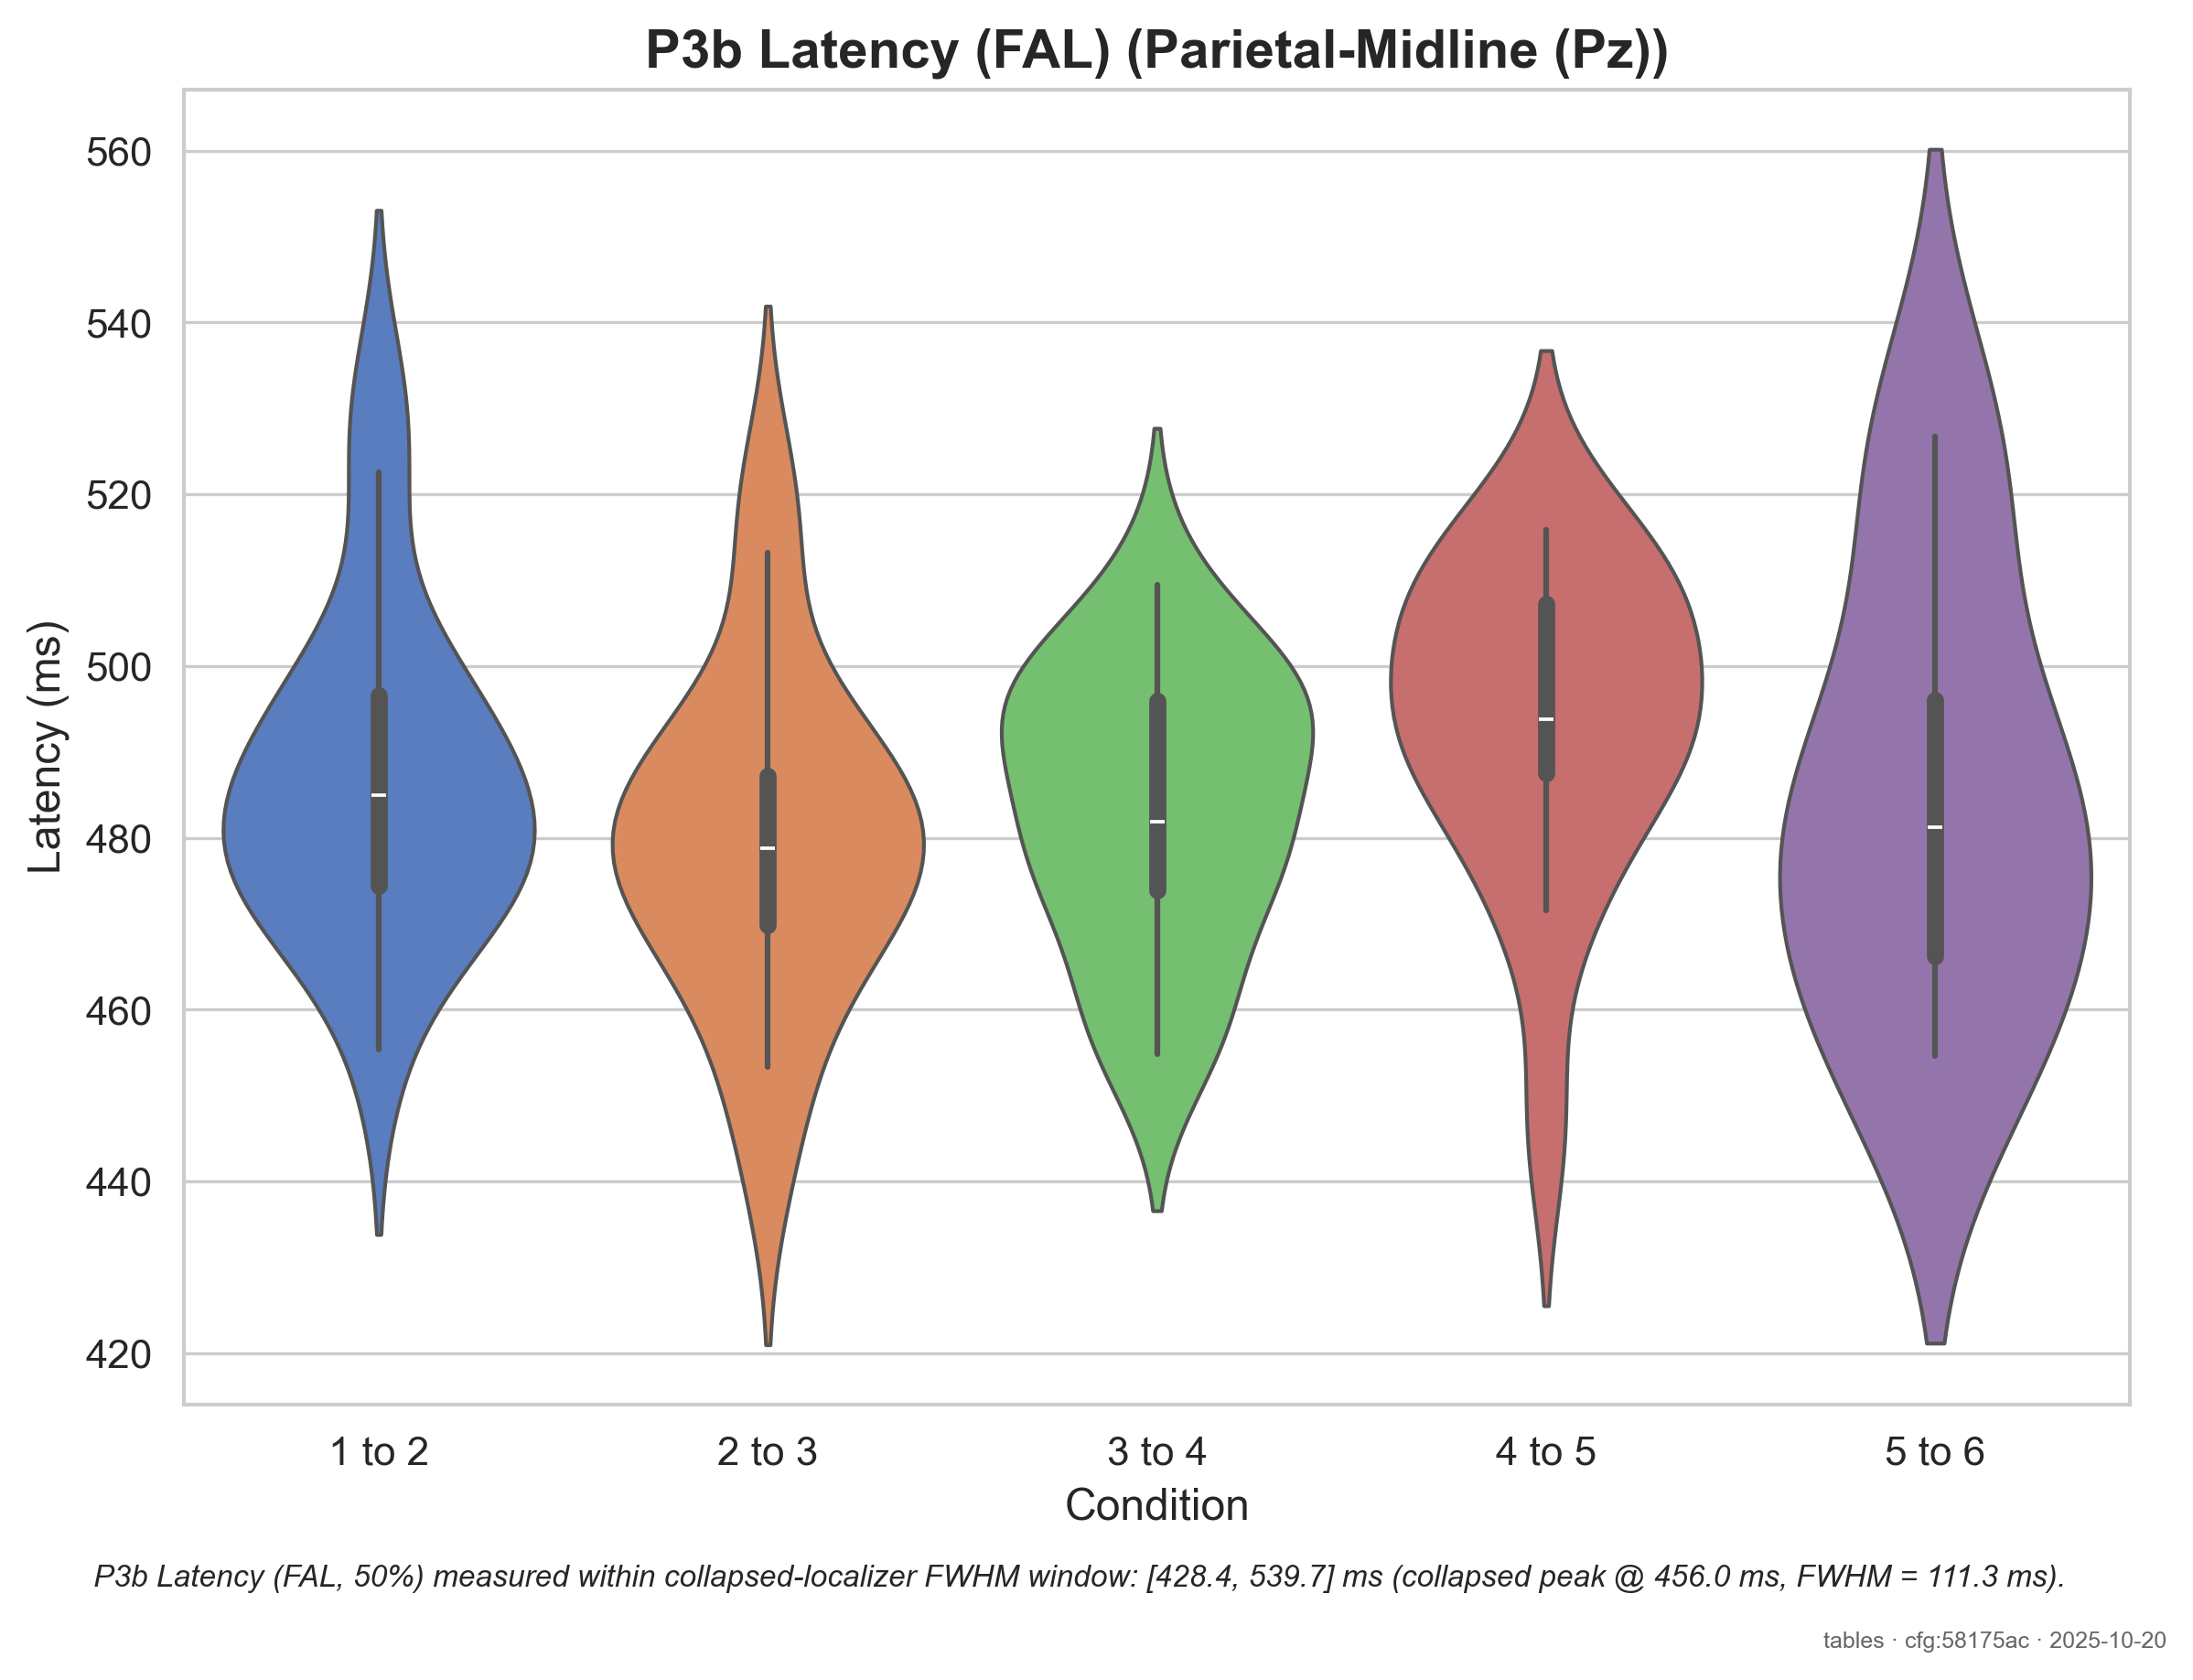 P3b Latency (FAL) (Parietal-Midline (Pz))
Latency (ms)
560
540
520
500
480
460
440
420
1 to 2
2 to 3
3 to 4
4 to 5
5 to 6
Condition
P3b Latency (FAL, 50%) measured within collapsed-localizer FWHM window: [428.4, 539.7] ms (collapsed peak @ 456.0 ms, FWHM = 111.3 ms).
tables · cfg:58175ac · 2025-10-20